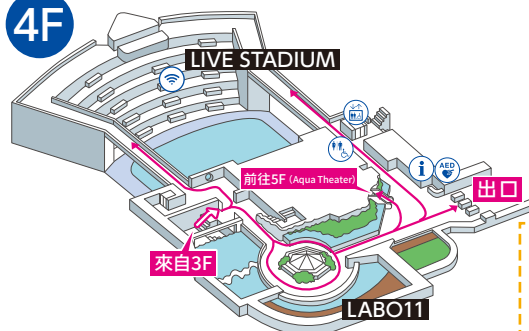 4F
LIVE STADIUM
i
AED
前往5F (Aqua Theater)
出口
來自3F
LABO11